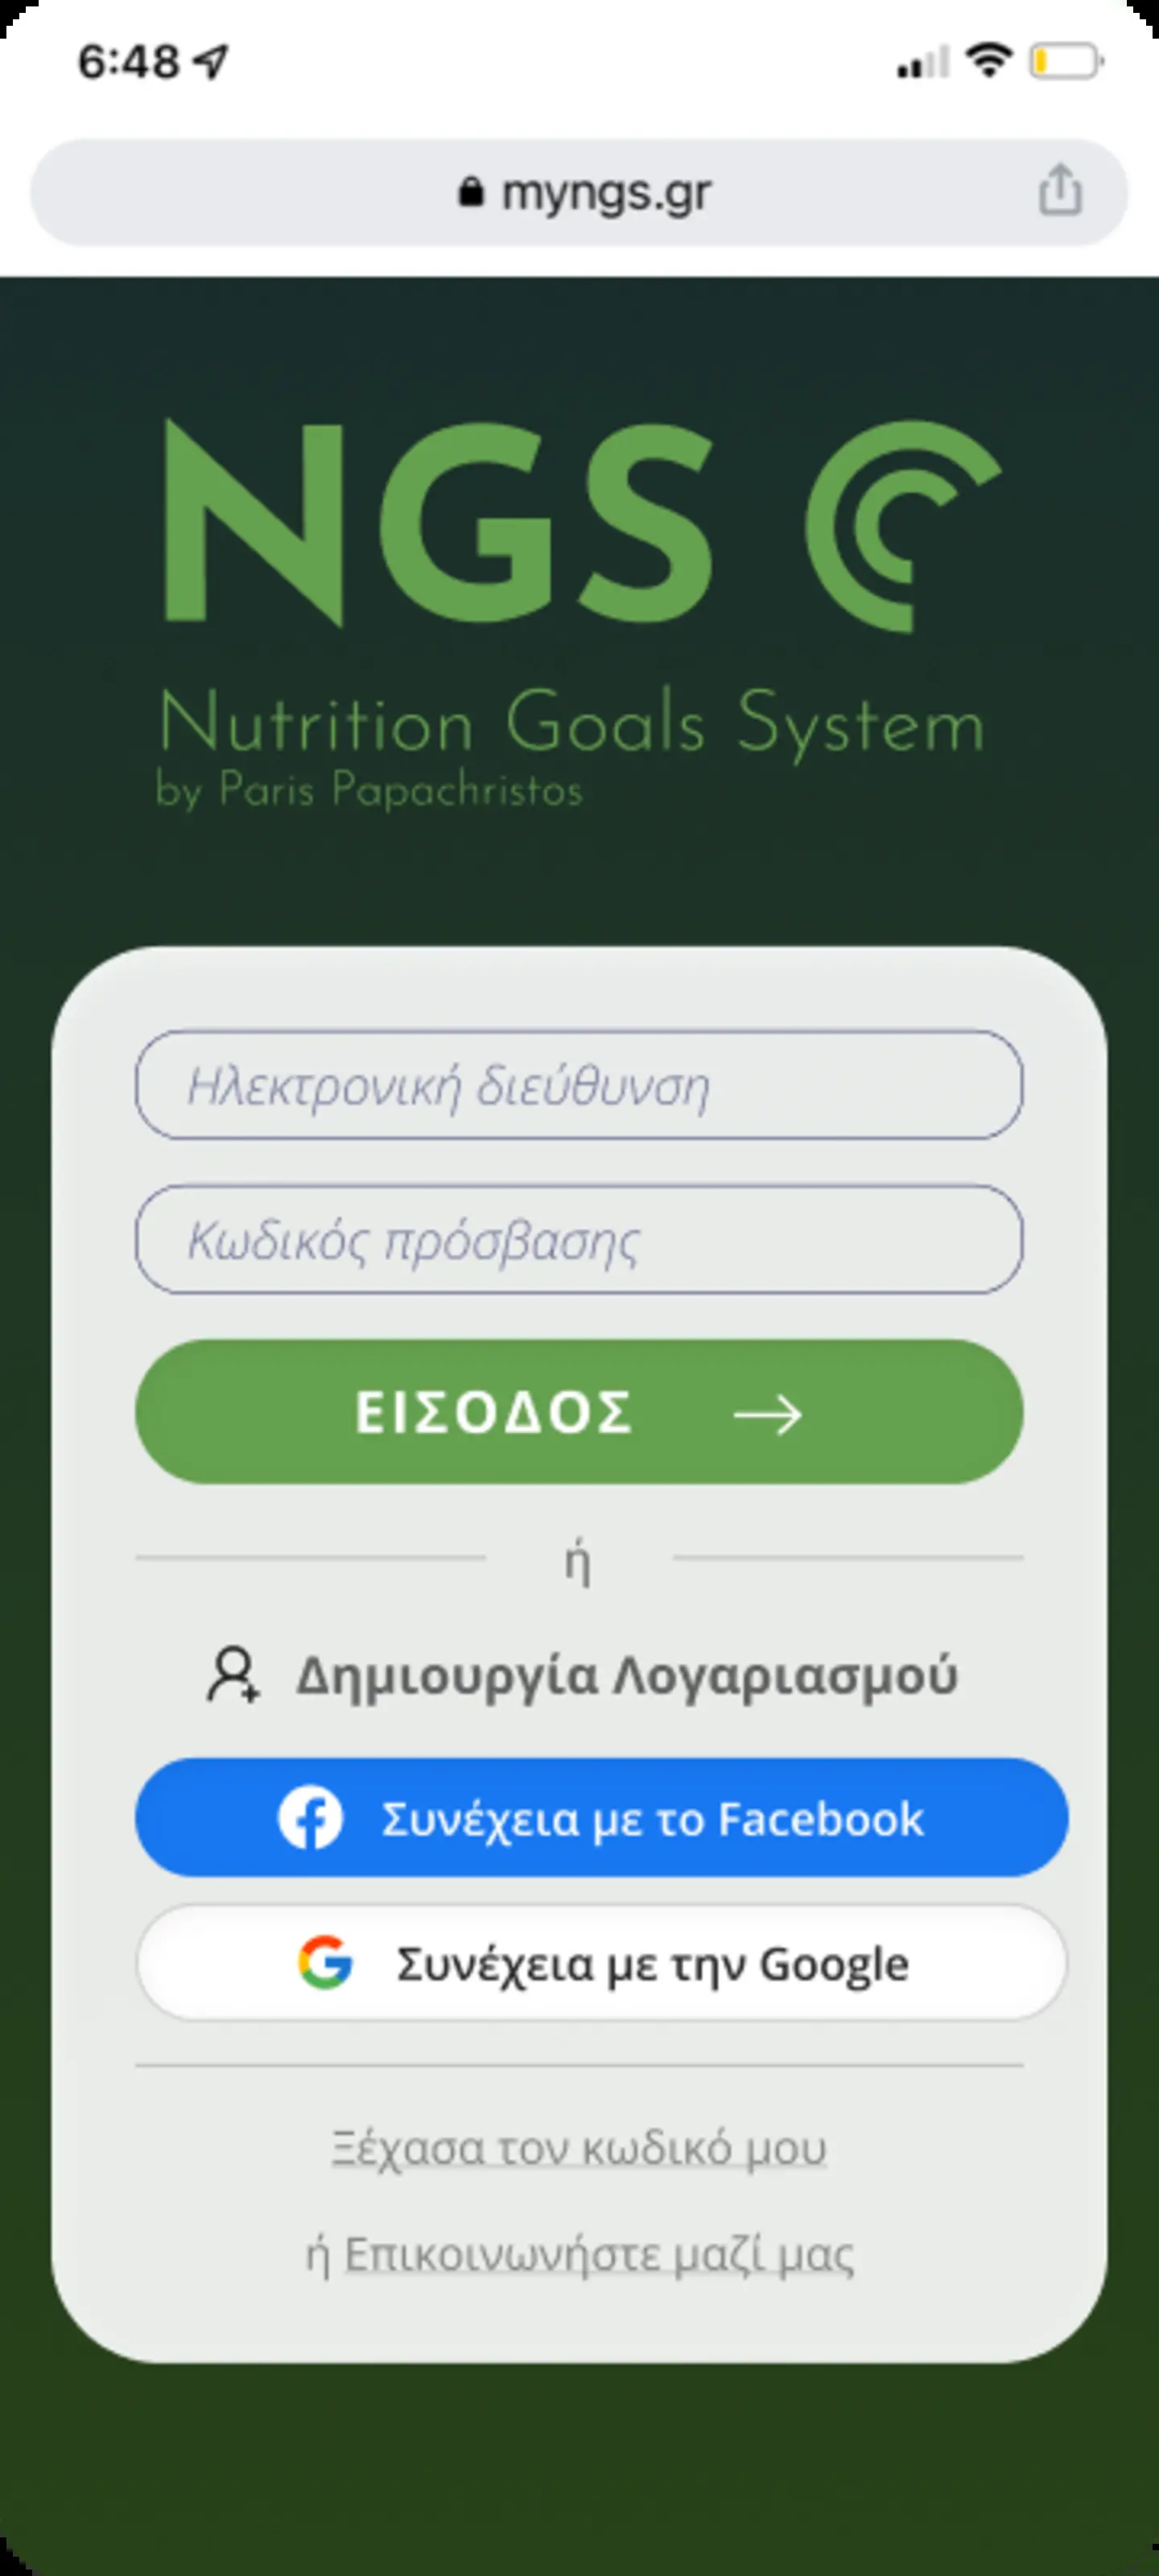 6:48
myngs.gr
NGS
Nutrition Goals System
by Paris Papachristos
Ηλεκτρονική διεύθυνση
Κωδικός πρόσβασης
ΕΙΣΟΔΟΣ
ή
Δημιουργία Λογαριασμού
Συνέχεια με το Facebook
Συνέχεια με την Google
Ξέχασα τον κωδικό μου
ή Επικοινωνήστε μαζί μας